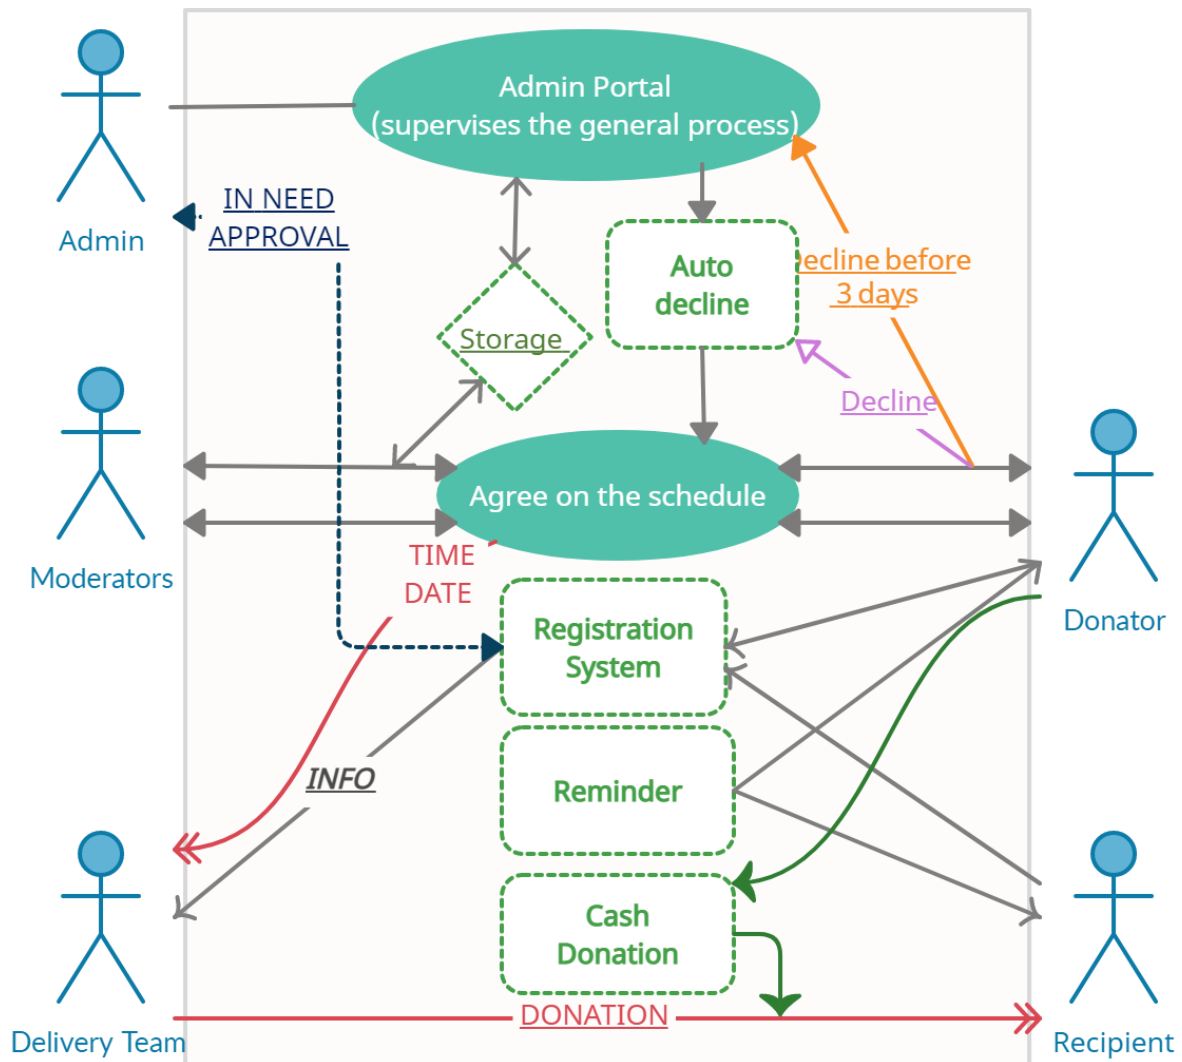 Admin Portal
(supervises the general process)
IN NEED
APPROVAL
Admin
Auto
decline
ecline before
3 days
Storage
Decline
Agree on the schedule
Moderators
TIME
DATE
Donator
Registration
System
INFO
Reminder
Cash
Donation
DONATION
Delivery Team
Recipient